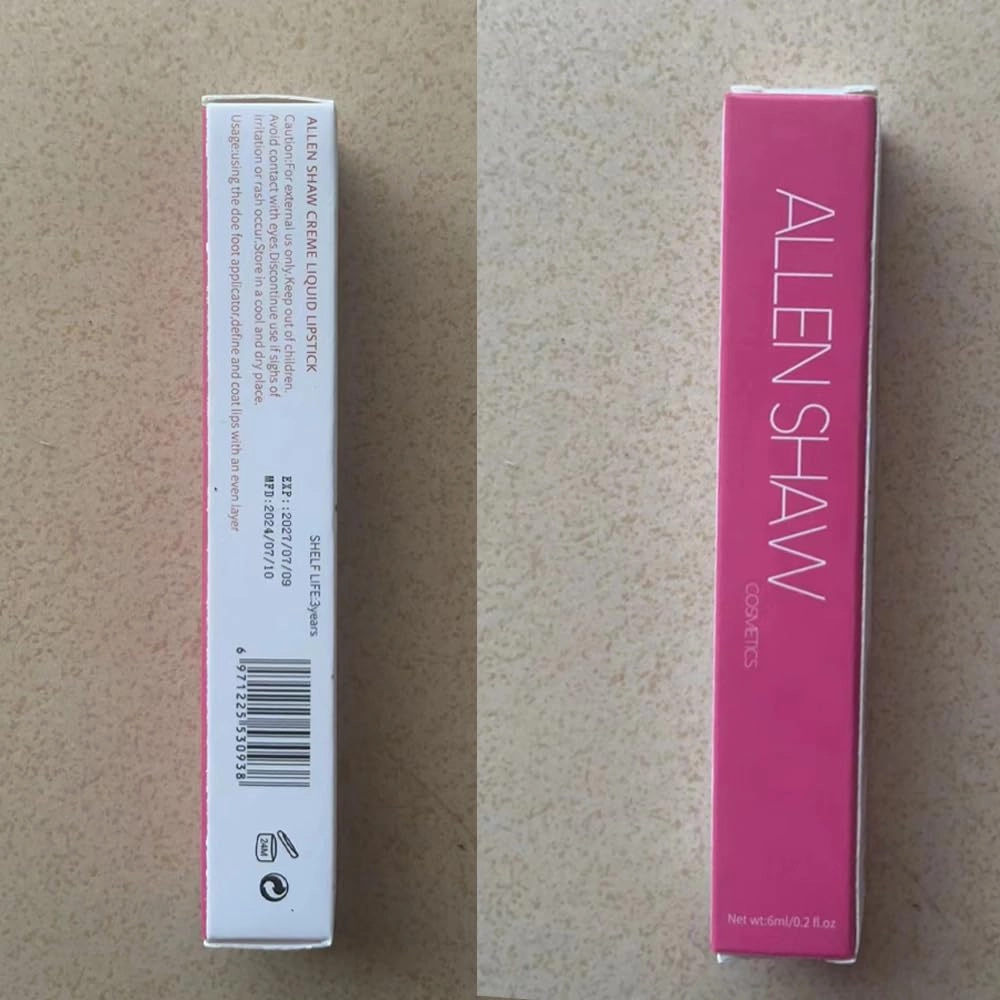 ALLEN SHAW CREME LIQUID LIPSTICK
Caution:For external us only.Keep out of children.
Avoid contact with eyes.Discontinue use if sighs of
irritation or rash occur.Store in a cool and dry place.
Usage:using the doe foot applicator,define and coat lips with an even layer
SHELF LIFE:3years
EXP::2027/07/09
MFD:2024/07/10
6 971225 530938
24M
ALLEN SHAW
COSMETICS
Net wt:6ml/0.2 fl.oz